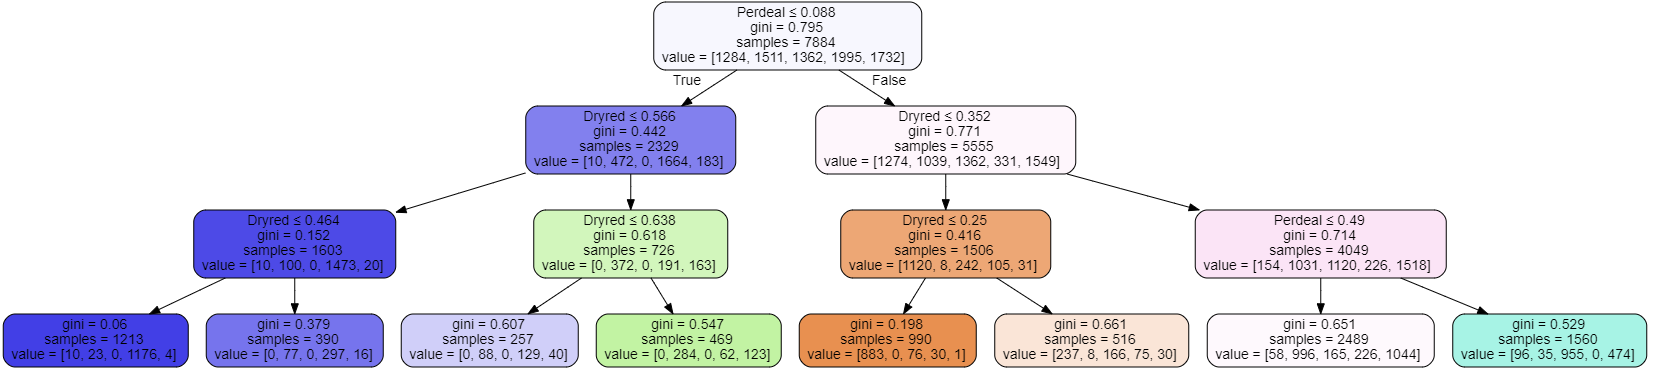 Perdeal ≤ 0.088
gini = 0.795
samples = 7884
value = [1284, 1511, 1362, 1995, 1732]
True
False
Dryred ≤ 0.566
gini = 0.442
samples = 2329
value = [10, 472, 0, 1664, 183]
Dryred ≤ 0.352
gini = 0.771
samples = 5555
value = [1274, 1039, 1362, 331, 1549]
Dryred ≤ 0.464
gini = 0.152
samples = 1603
value = [10, 100, 0, 1473, 20]
Dryred ≤ 0.638
gini = 0.618
samples = 726
value = [0, 372, 0, 191, 163]
Dryred ≤ 0.25
gini = 0.416
samples = 1506
value = [1120, 8, 242, 105, 31]
Perdeal ≤ 0.49
gini = 0.714
samples = 4049
value = [154, 1031, 1120, 226, 1518]
gini = 0.06
samples = 1213
value = [10, 23, 0, 1176, 4]
gini = 0.379
samples = 390
value = [0, 77, 0, 297, 16]
gini = 0.607
samples = 257
value = [0, 88, 0, 129, 40]
gini = 0.547
samples = 469
value = [0, 284, 0, 62, 123]
gini = 0.198
samples = 990
value = [883, 0, 76, 30, 1]
gini = 0.661
samples = 516
value = [237, 8, 166, 75, 30]
gini = 0.651
samples = 2489
value = [58, 996, 165, 226, 1044]
gini = 0.529
samples = 1560
value = [96, 35, 955, 0, 474]